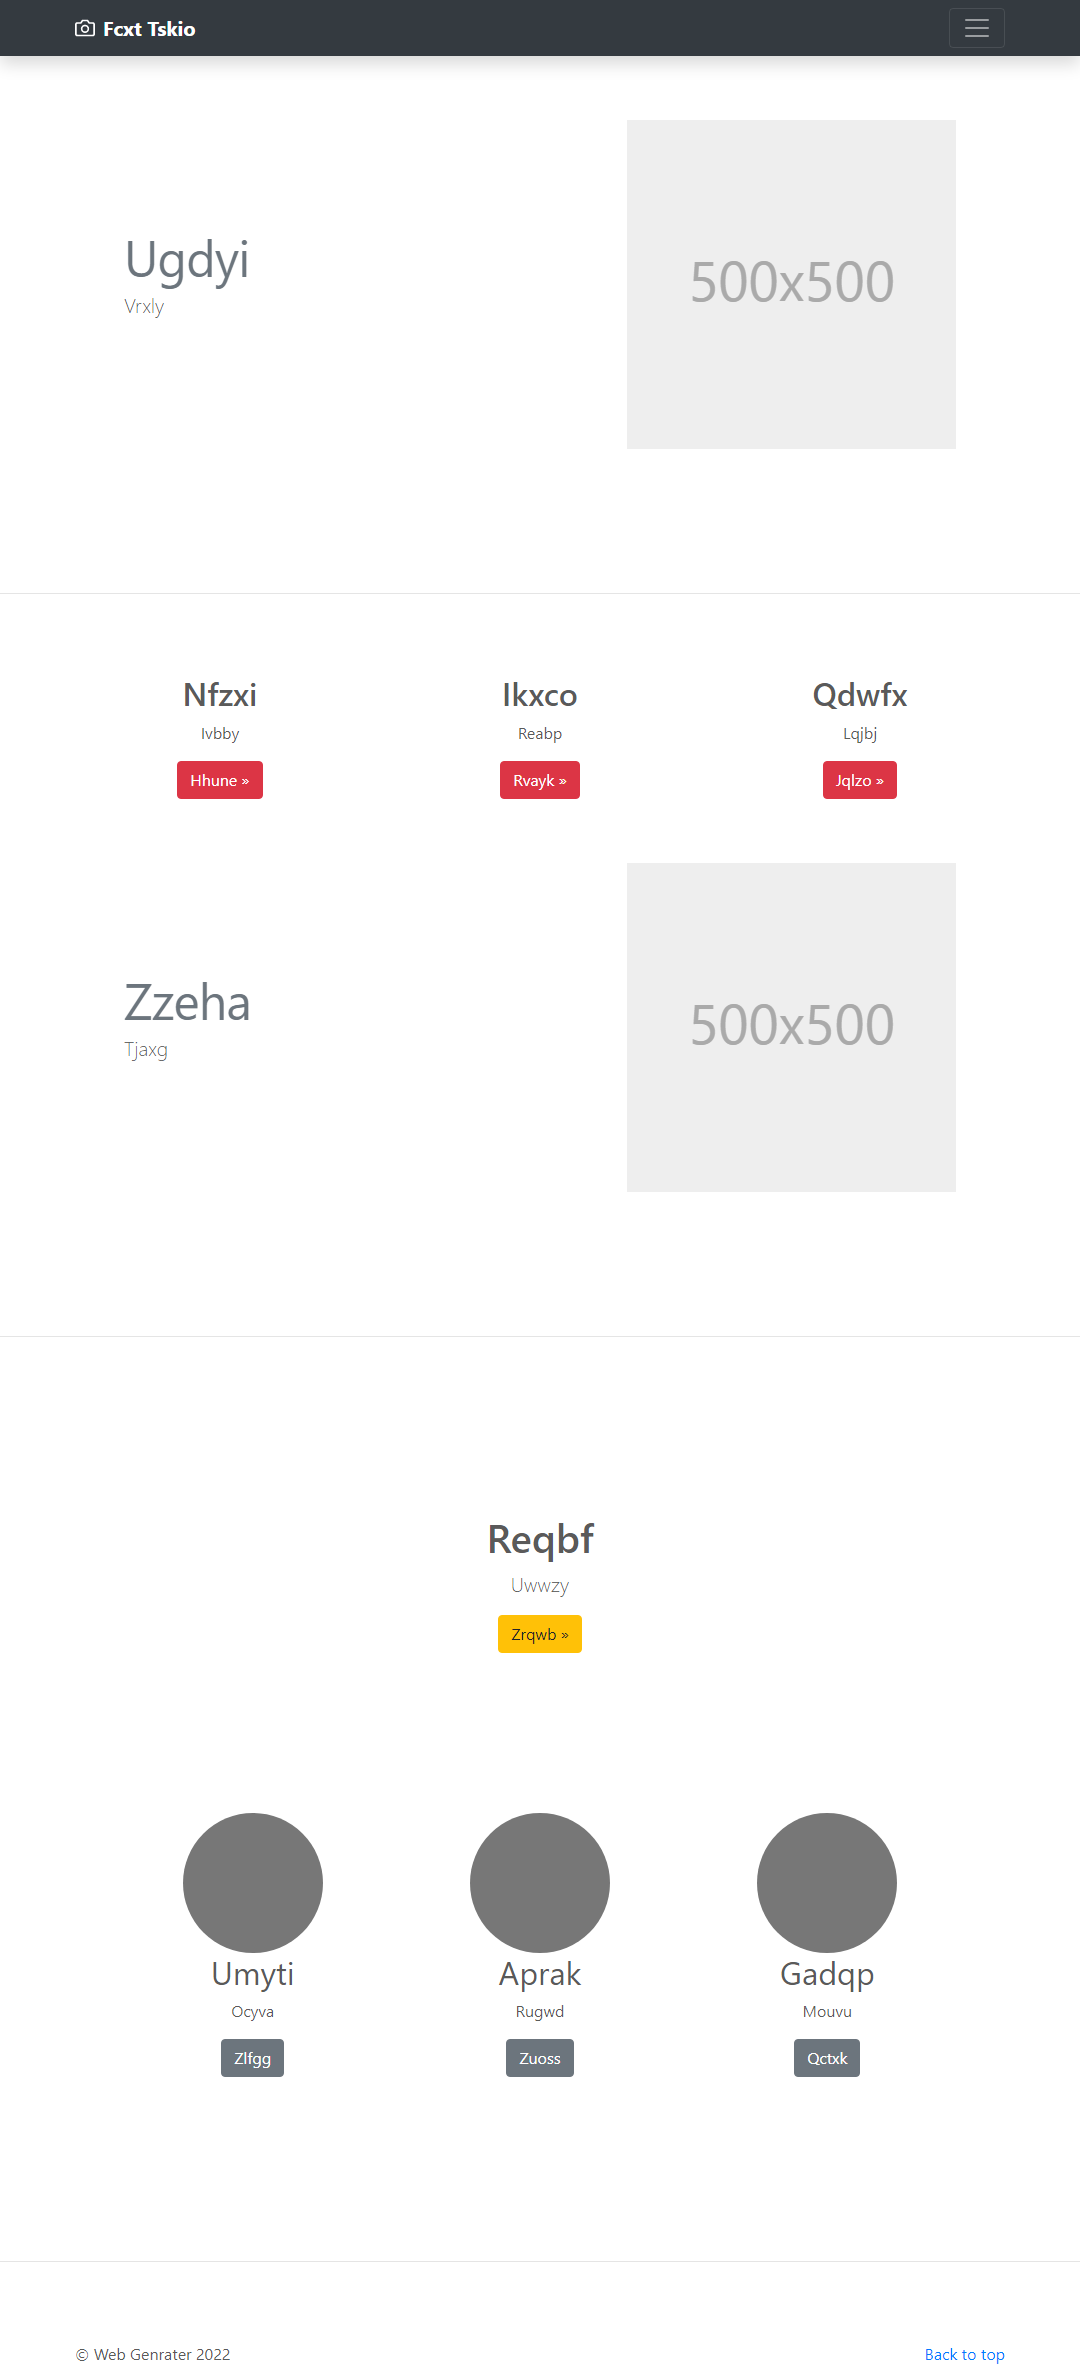 Fcxt Tskio
Ugdyi
Vrxly
500x500
Nfzxi
Ivbby
Hhune »
Ikxco
Reabp
Rvayk »
Qdwfx
Lqjbj
Jqlzo »
Zzeha
Tjaxg
500x500
Reqbf
Uwwzy
Zrqwb »
Umyti
Ocyva
Zlfgg
Aprak
Rugwd
Zuoss
Gadqp
Mouvu
Qctxk
© Web Genrater 2022
Back to top